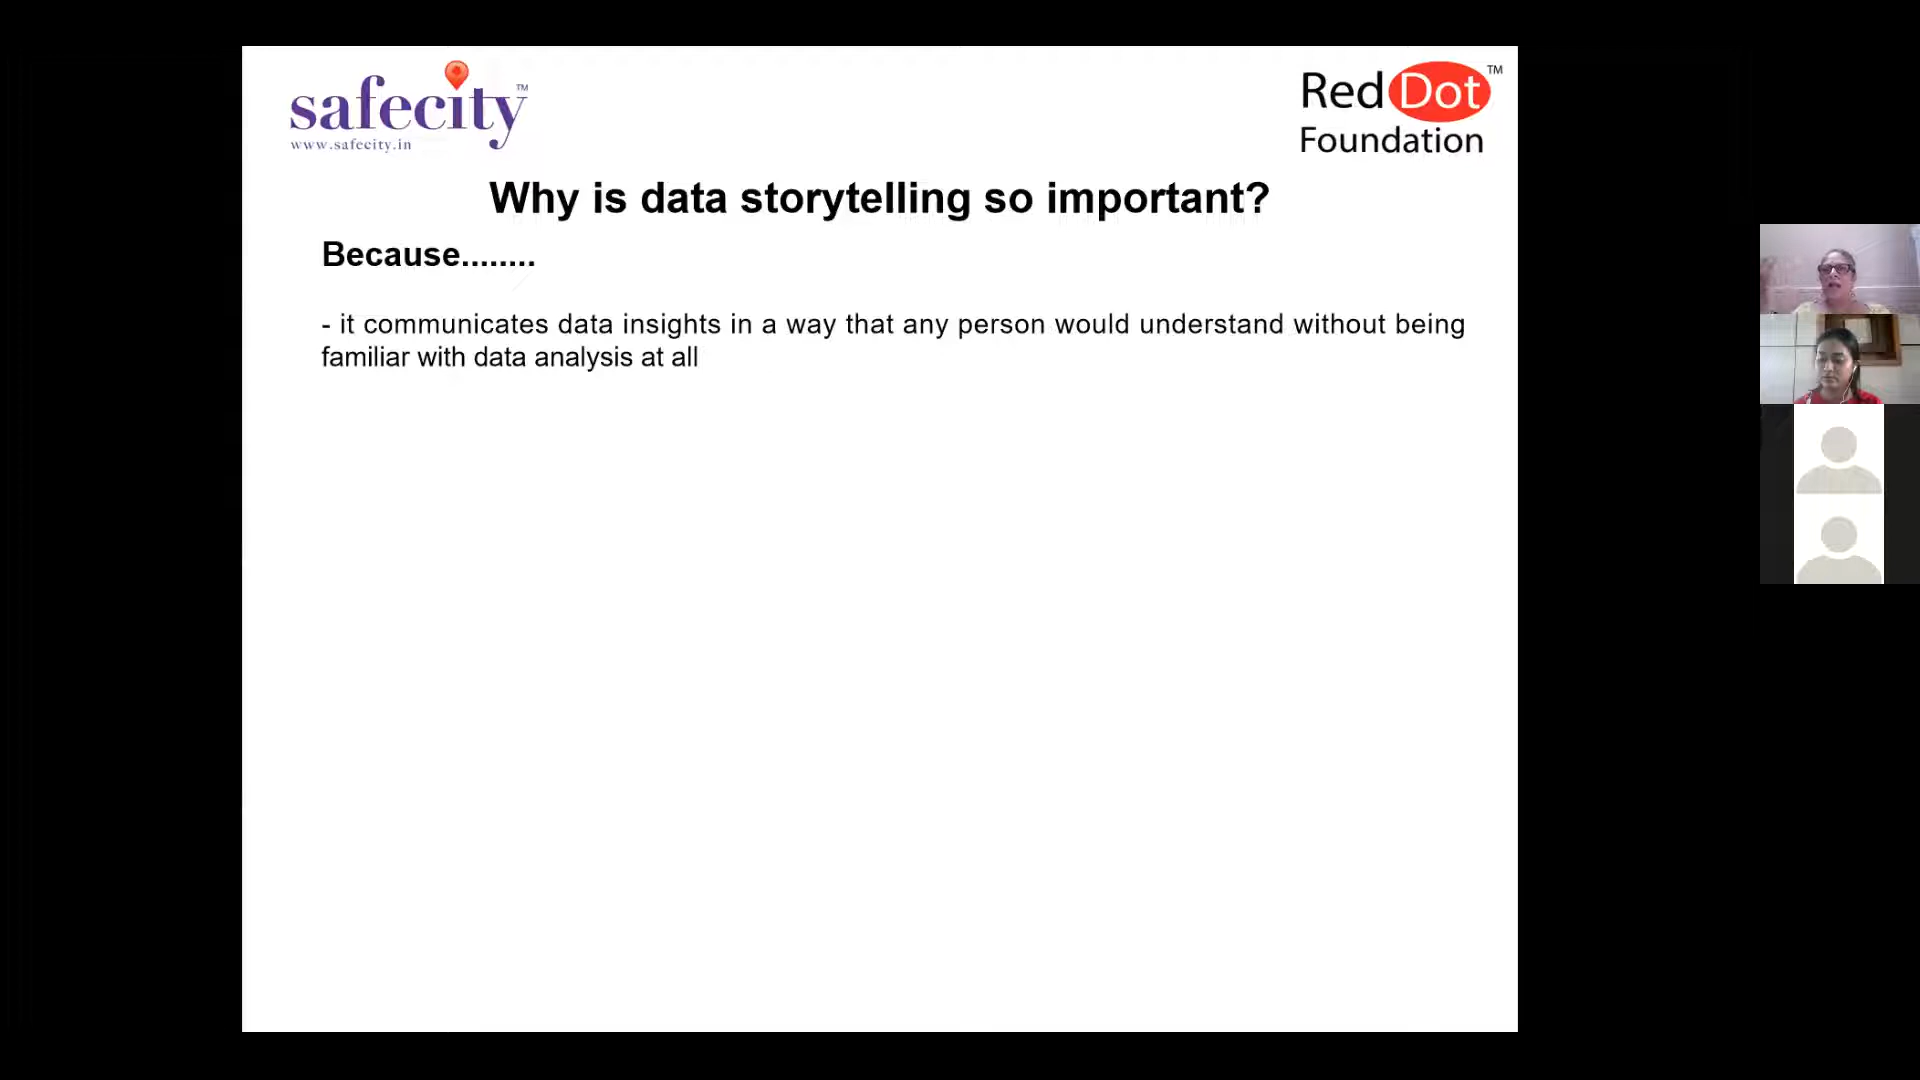 safecity™
www.safecity.in
Red Dot™
Foundation
Why is data storytelling so important?
Because........
- it communicates data insights in a way that any person would understand without being
familiar with data analysis at all